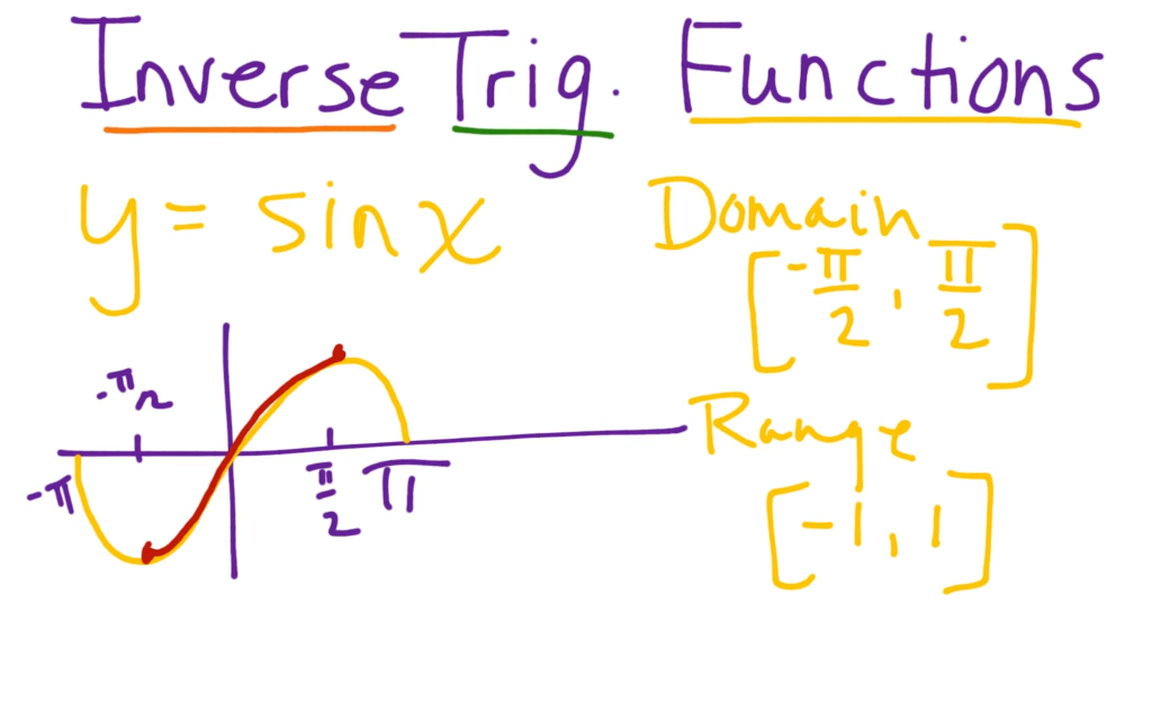 Inverse Trig. Functions
y = sin x
Domain
[-π/2, π/2]
-π/2
Range
-π
π/2
π
[-1, 1]